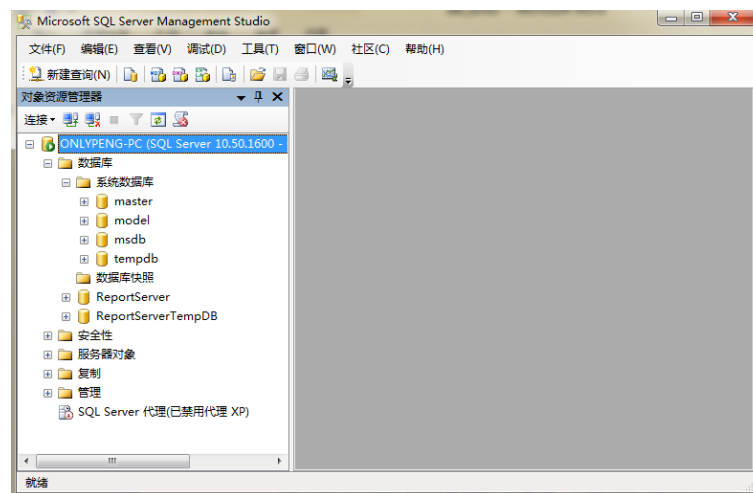 Microsoft SQL Server Management Studio
文件(F) 编辑(E) 查看(V) 调试(D) 工具(T) 窗口(W) 社区(C) 帮助(H)
新建查询(N)
对象资源管理器
连接
ONLYPENG-PC (SQL Server 10.50.1600 -
数据库
系统数据库
master
model
msdb
tempdb
数据库快照
ReportServer
ReportServerTempDB
安全性
服务器对象
复制
管理
SQL Server 代理(已禁用代理 XP)
就绪